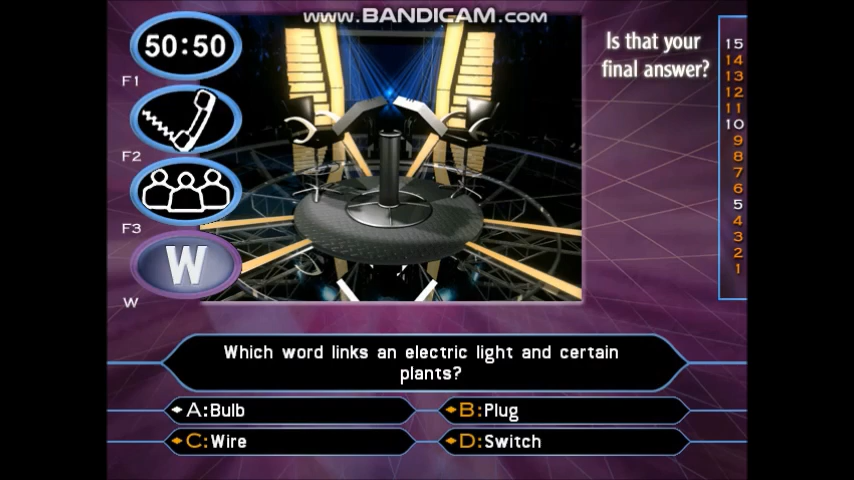 www.BANDICAM.com
50:50
F1
F2
F3
W
W
Is that your
final answer?
15
14
13
12
11
10
9
8
7
6
5
4
3
2
1
Which word links an electric light and certain
plants?
A:Bulb
B:Plug
C:Wire
D:Switch